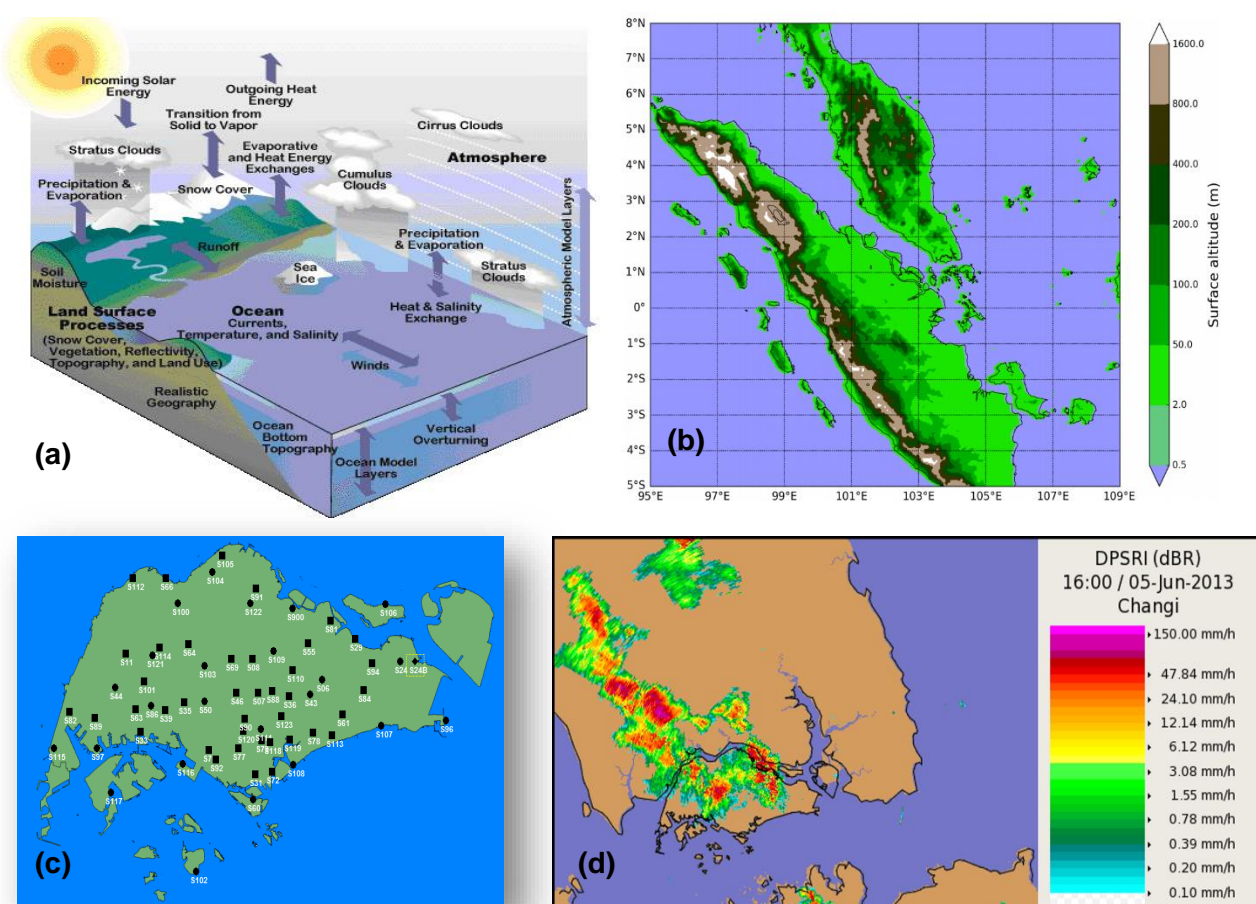 Incoming Solar
Energy
Outgoing Heat
Energy
Transition from
Solid to Vapor
Cirrus Clouds
Stratus Clouds
Evaporative
and Heat Energy
Exchanges
Atmosphere
Cumulus
Clouds
Precipitation &
Evaporation
Snow Cover
Atmospheric Model Layers
Precipitation
& Evaporation
Runoff
Stratus
Clouds
Sea
Ice
Soil
Moisture
Heat & Salinity
Exchange
Land Surface
Processes
(Snow Cover,
Vegetation, Reflectivity,
Topography, and Land Use)
Ocean
Currents,
Temperature, and Salinity
Winds
Realistic
Geography
Ocean
Bottom
Topography
Vertical
Overturning
Ocean Model
Layers
(a)
8°N
7°N
6°N
5°N
4°N
3°N
2°N
1°N
0°
1°S
2°S
3°S
4°S
5°S
95°E
97°E
99°E
101°E
103°E
105°E
107°E
109°E
(b)
1600.0
800.0
400.0
200.0
100.0
50.0
2.0
0.5
Surface altitude (m)
S105
S104
S112
S66
S91
S100
S122
S900
S106
S81
S29
S64
S55
S11
S114
S121
S109
S69
S08
S94
S24
S24B
S103
S110
S101
S06
S44
S84
S46
S07
S88
S36
S43
S35
S50
S82
S63
S86
S39
S89
S61
S123
S90
S107
S96
S33
S120
S78
S113
S119
S118
S115
S97
S77
S92
S116
S108
S31
S72
S117
S60
S102
(c)
DPSRI (dBR)
16:00 / 05-Jun-2013
Changi
150.00 mm/h
47.84 mm/h
24.10 mm/h
12.14 mm/h
6.12 mm/h
3.08 mm/h
1.55 mm/h
0.78 mm/h
0.39 mm/h
0.20 mm/h
0.10 mm/h
(d)